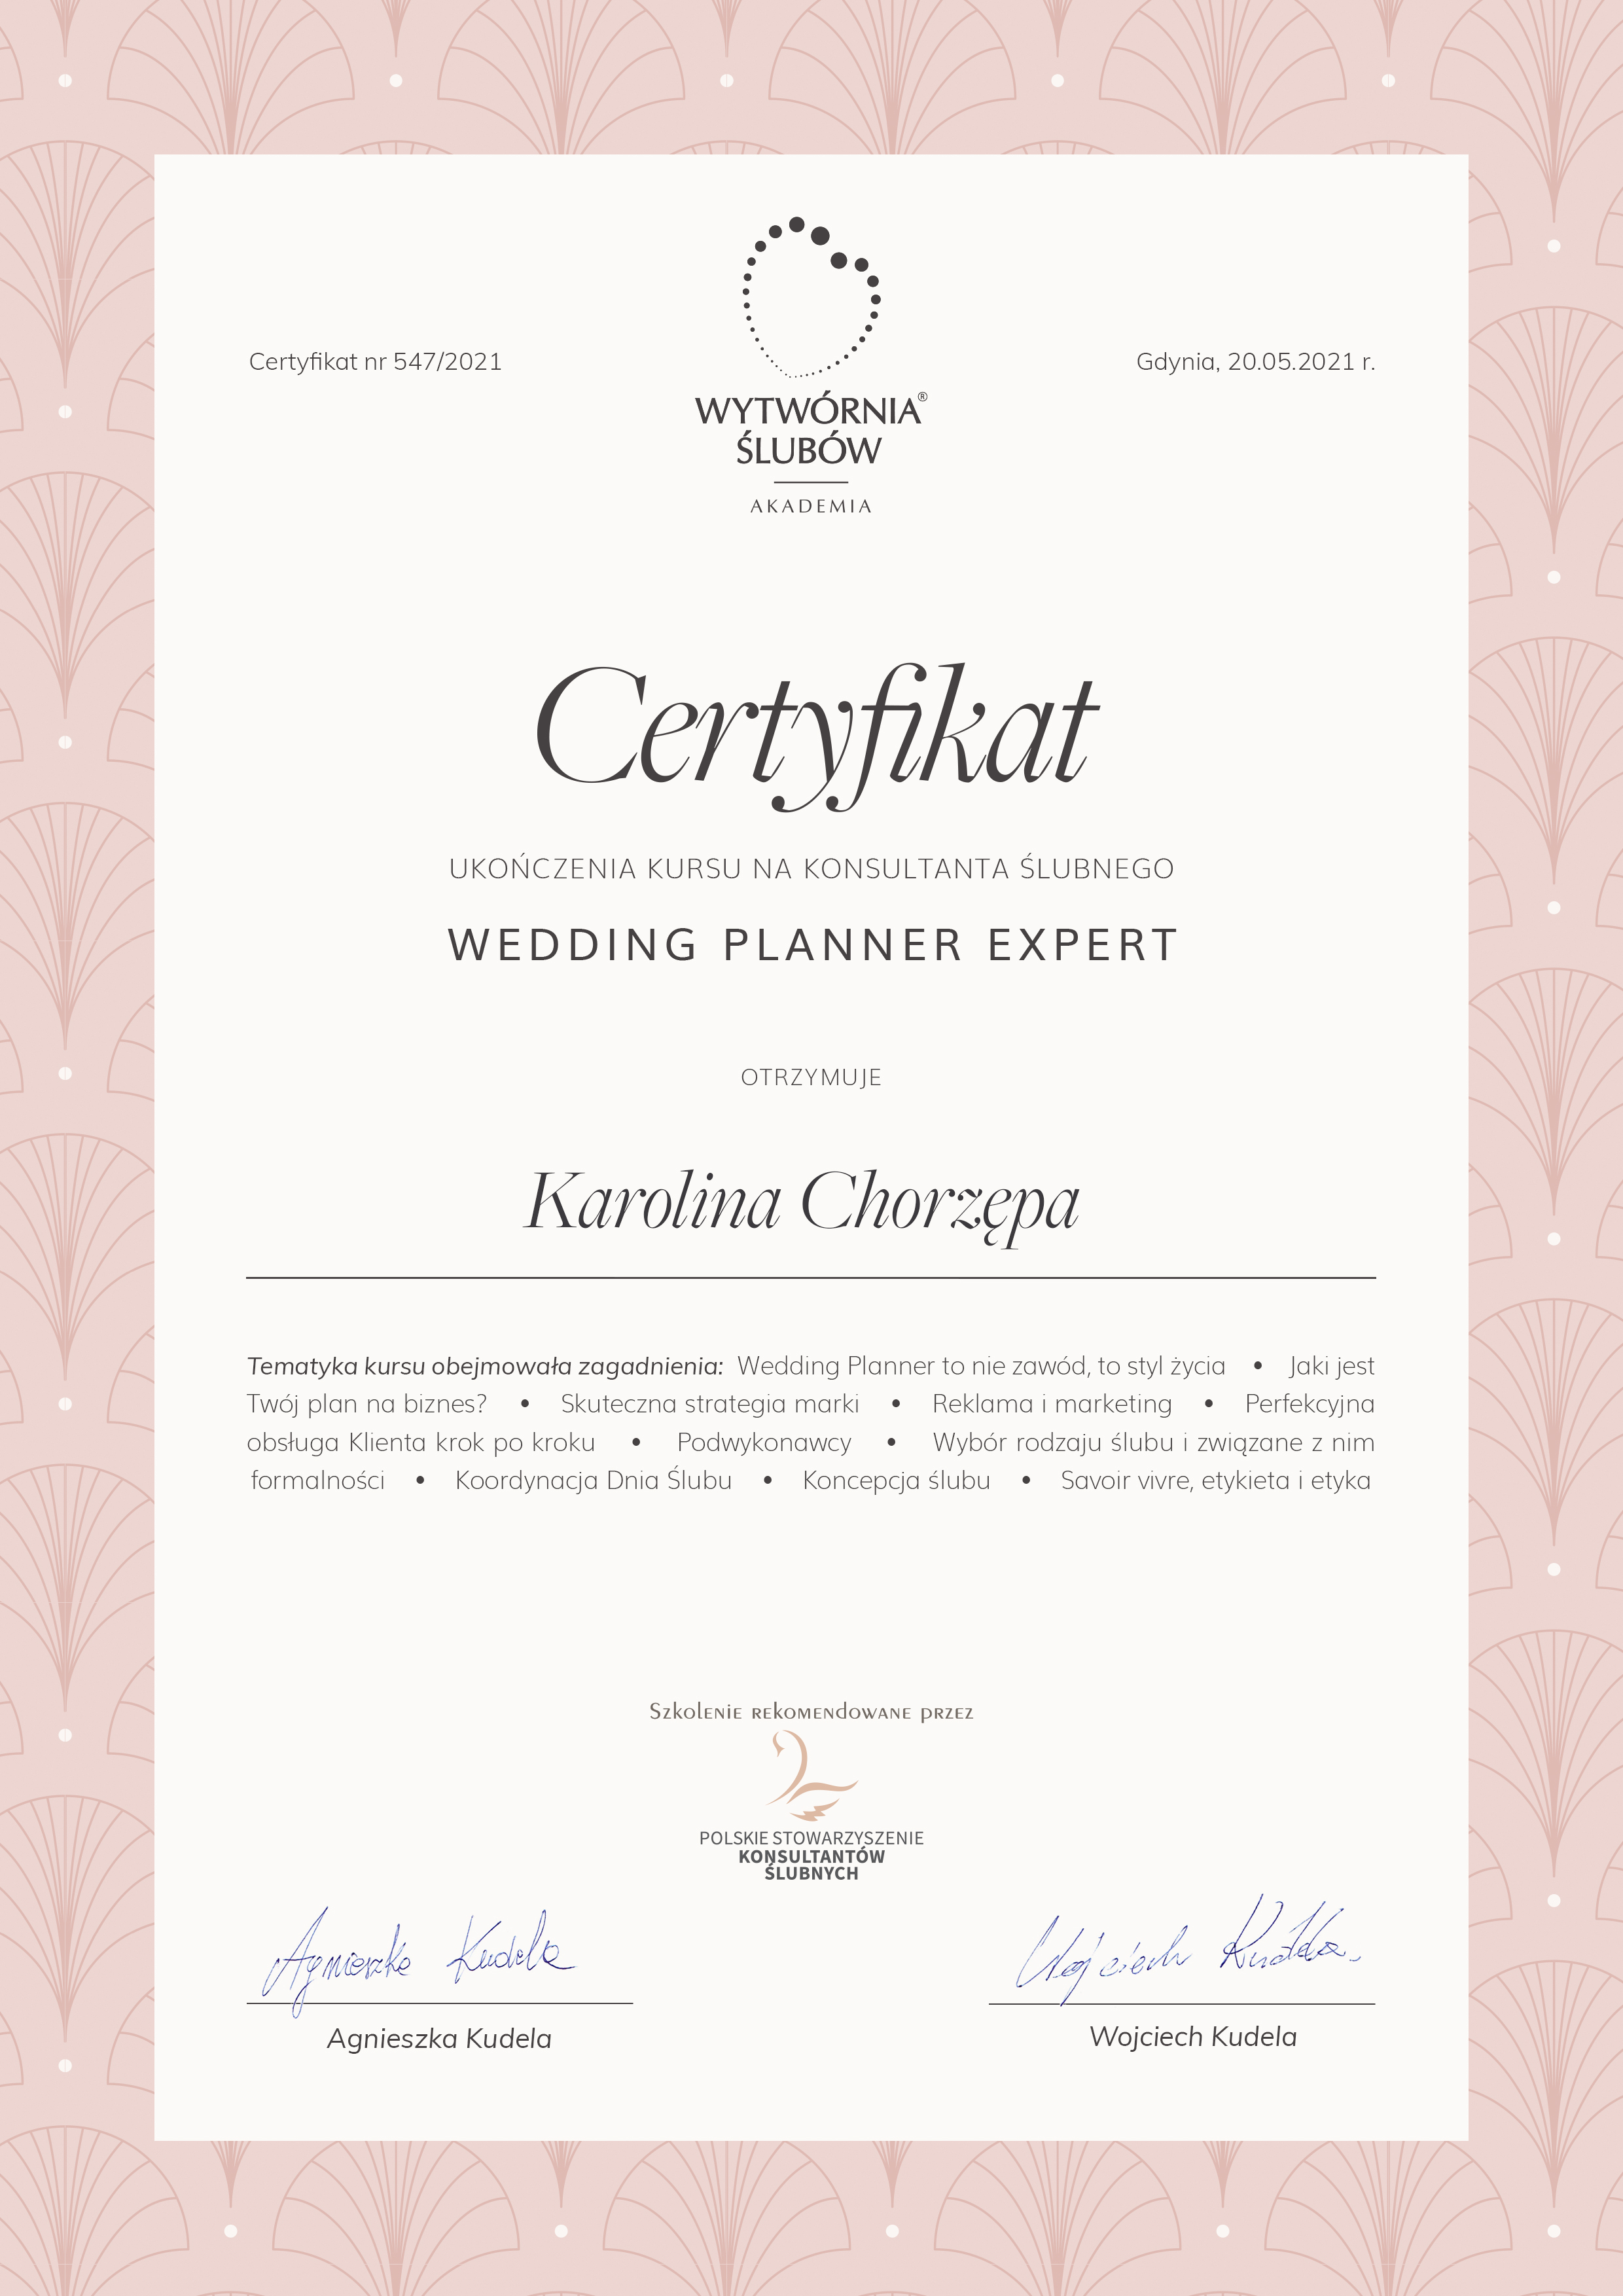 Certyfikat nr 547/2021
Gdynia, 20.05.2021 r.
WYTWÓRNIA®
ŚLUBÓW
AKADEMIA
Certyfikat
UKOŃCZENIA KURSU NA KONSULTANTA ŚLUBNEGO
WEDDING PLANNER EXPERT
OTRZYMUJE
Karolina Chorzępa
Tematyka kursu obejmowała zagadnienia: Wedding Planner to nie zawód, to styl życia • Jaki jest
Twój plan na biznes? • Skuteczna strategia marki • Reklama i marketing • Perfekcyjna
obsługa Klienta krok po kroku • Podwykonawcy • Wybór rodzaju ślubu i związane z nim
formalności • Koordynacja Dnia Ślubu • Koncepcja ślubu • Savoir vivre, etykieta i etyka
Szkolenie rekomendowane przez
POLSKIE STOWARZYSZENIE
KONSULTANTÓW
ŚLUBNYCH
Agnieszka Kudela
Wojciech Kudela
Agnieszka Kudela
Wojciech Kudela